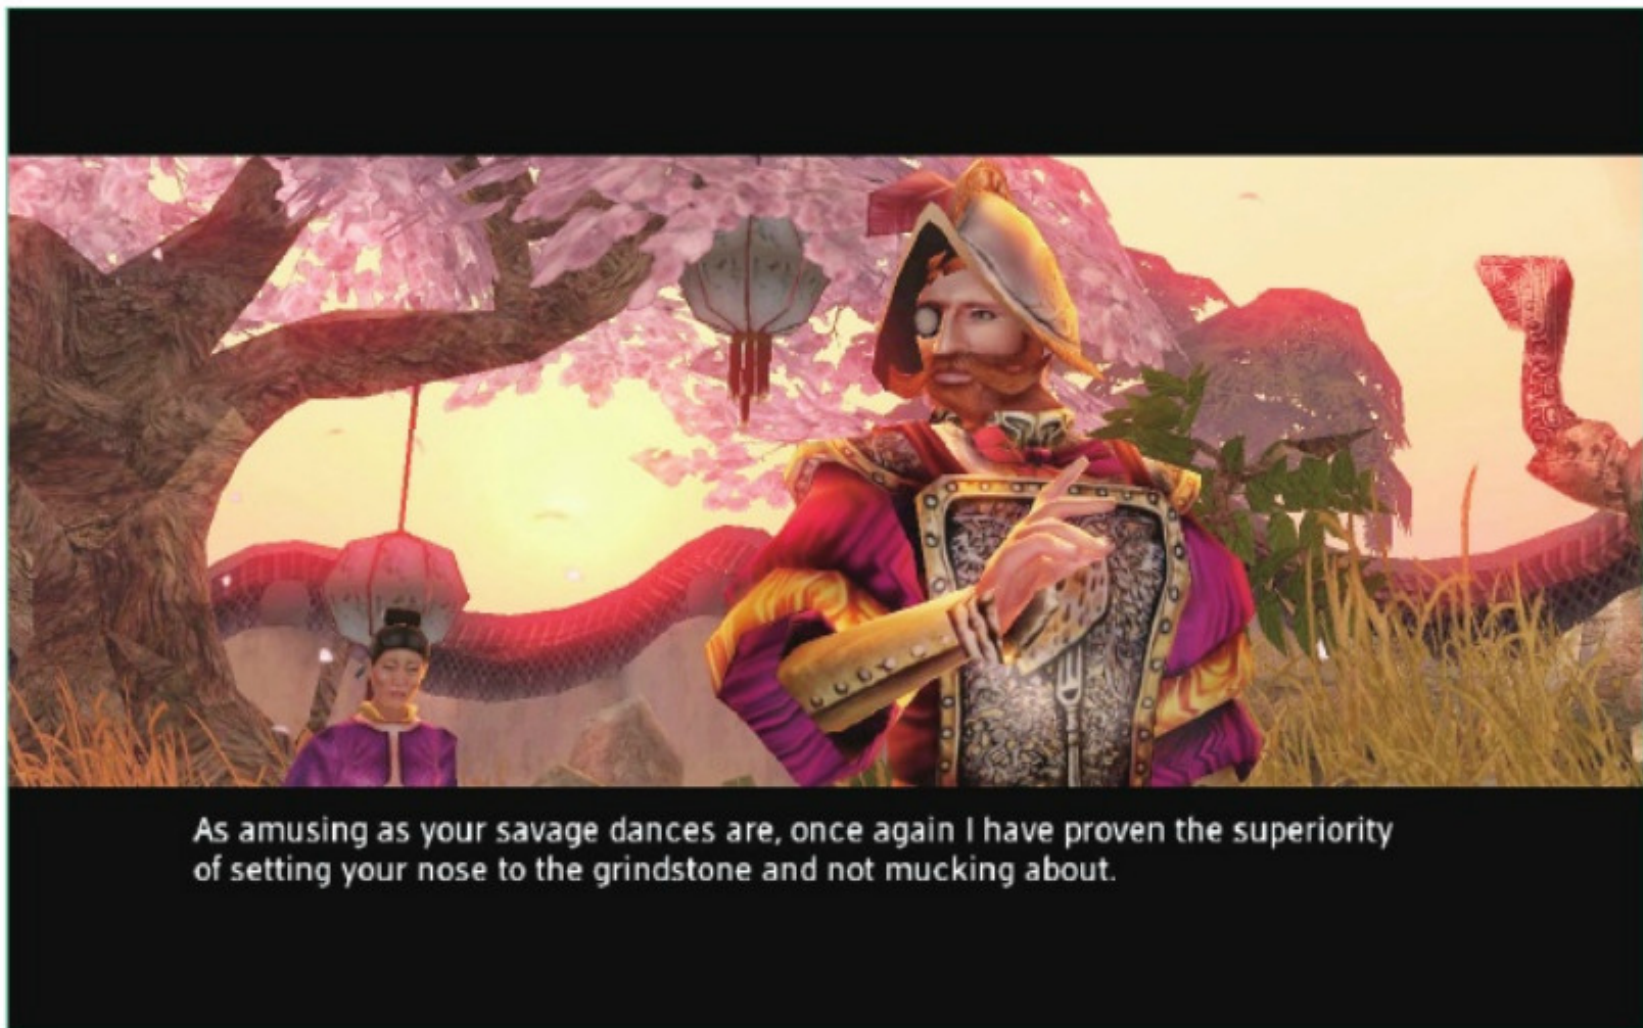 As amusing as your savage dances are, once again I have proven the superiority
of setting your nose to the grindstone and not mucking about.